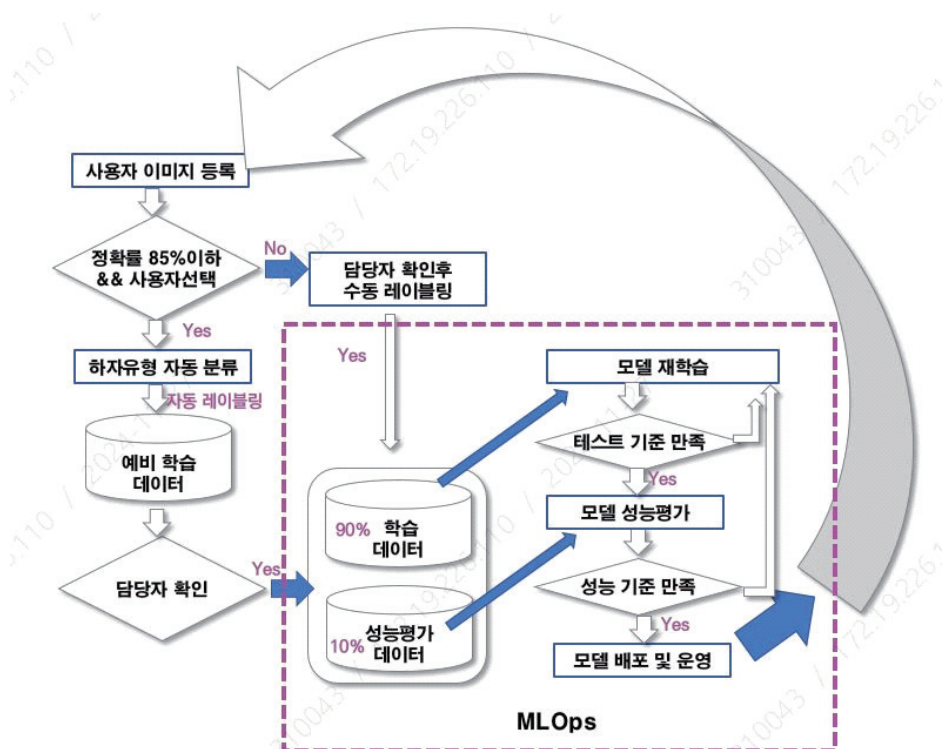 사용자 이미지 등록
정확률 85%이하
&& 사용자선택
No
담당자 확인후
수동 레이블링
Yes
Yes
하자유형 자동 분류
자동 레이블링
예비 학습
데이터
담당자 확인
Yes
90%
학습
데이터
10%
성능평가
데이터
모델 재학습
테스트 기준 만족
Yes
모델 성능평가
성능 기준 만족
Yes
모델 배포 및 운영
MLOps
310043 / 172.19.226.110